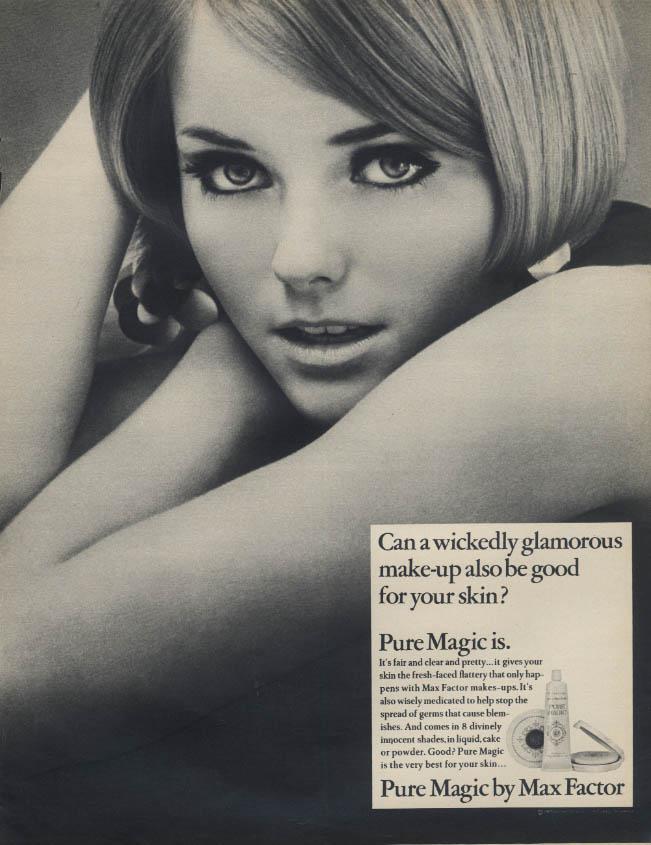 Can a wickedly glamorous
make-up also be good
for your skin?
Pure Magic is.
It's fair and clear and pretty...it gives your
skin the fresh-faced flattery that only hap-
pens with Max Factor makes-ups. It's
also wisely medicated to help stop the
spread of germs that cause blem-
ishes. And comes in 8 divinely
innocent shades, in liquid, cake
or powder. Good? Pure Magic
is the very best for your skin...
PURE
MAGIC
Pure Magic by Max Factor